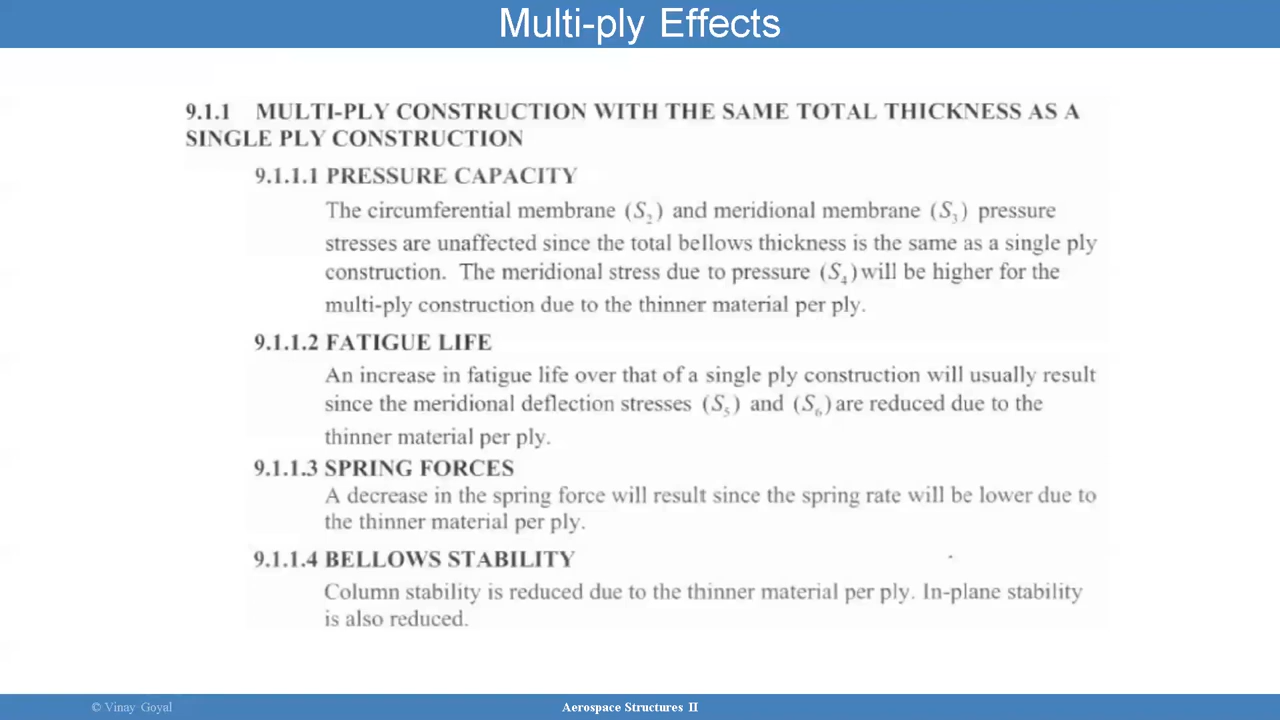 Multi-ply Effects
9.1.1 MULTI-PLY CONSTRUCTION WITH THE SAME TOTAL THICKNESS AS A
SINGLE PLY CONSTRUCTION
9.1.1.1 PRESSURE CAPACITY
The circumferential membrane (S₂) and meridional membrane (S₃) pressure
stresses are unaffected since the total bellows thickness is the same as a single ply
construction. The meridional stress due to pressure (S₄) will be higher for the
multi-ply construction due to the thinner material per ply.
9.1.1.2 FATIGUE LIFE
An increase in fatigue life over that of a single ply construction will usually result
since the meridional deflection stresses (S₅) and (S₆) are reduced due to the
thinner material per ply.
9.1.1.3 SPRING FORCES
A decrease in the spring force will result since the spring rate will be lower due to
the thinner material per ply.
9.1.1.4 BELLOWS STABILITY
Column stability is reduced due to the thinner material per ply. In-plane stability
is also reduced.
© Vinay Goyal
Aerospace Structures II